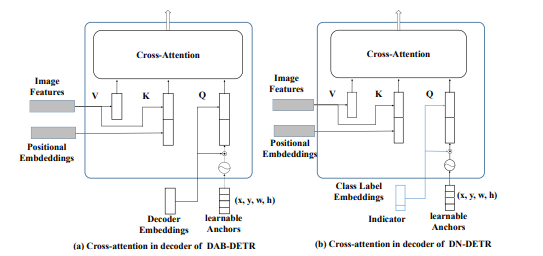 Cross-Attention
Image
Features
V
K
Q
Positional
Embdeddings
(x, y, w, h)
Decoder
Embeddings
learnable
Anchors
(a) Cross-attention in decoder of DAB-DETR
Cross-Attention
Image
Features
V
K
Q
Positional
Embdeddings
Class Label
Embeddings
(x, y, w, h)
Indicator
learnable
Anchors
(b) Cross-attention in decoder of DN-DETR